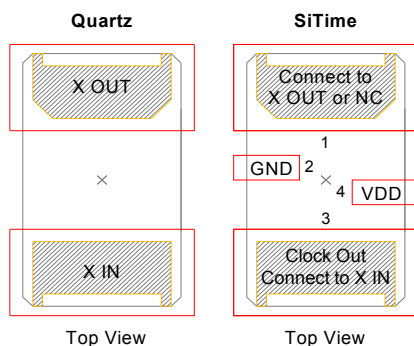 Quartz
SiTime
X OUT
Connect to
X OUT or NC
1
GND
2
4
VDD
3
X IN
Clock Out
Connect to X IN
Top View
Top View